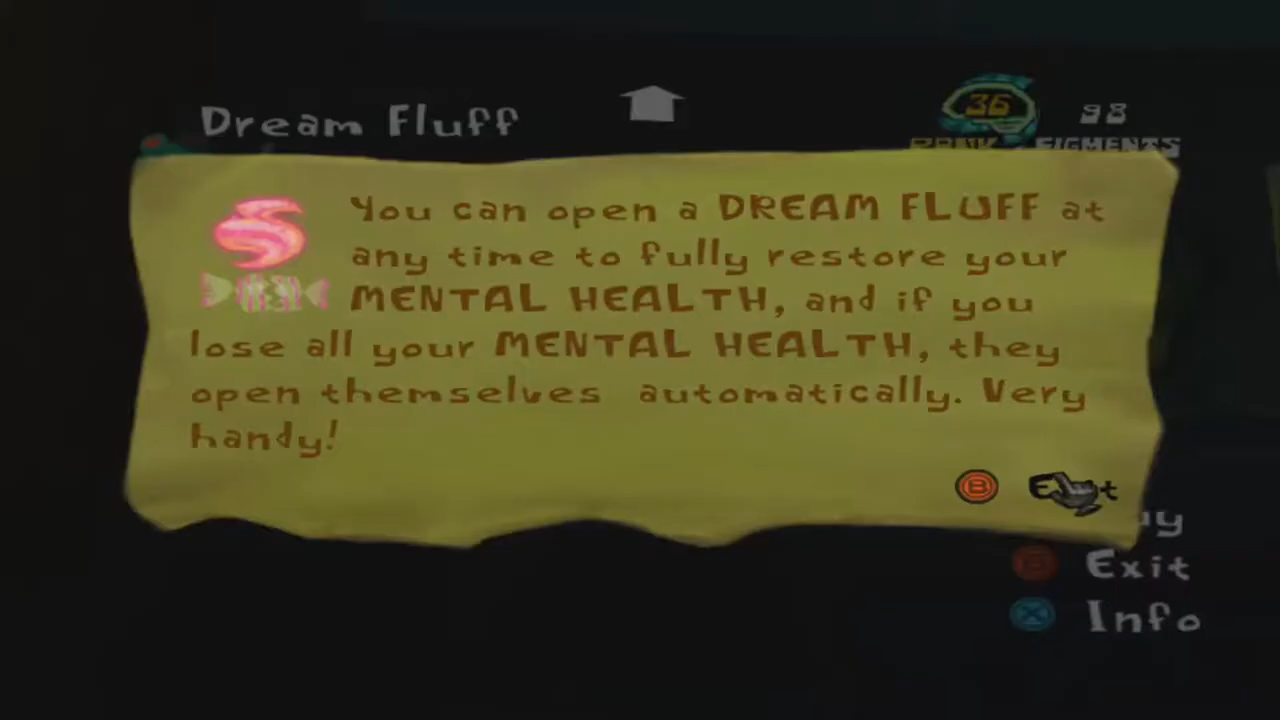 Dream Fluff
36
98
RANK
FIGMENTS
You can open a DREAM FLUFF at
any time to fully restore your
MENTAL HEALTH, and if you
lose all your MENTAL HEALTH, they
open themselves automatically. Very
handy!
B
Exit
Info